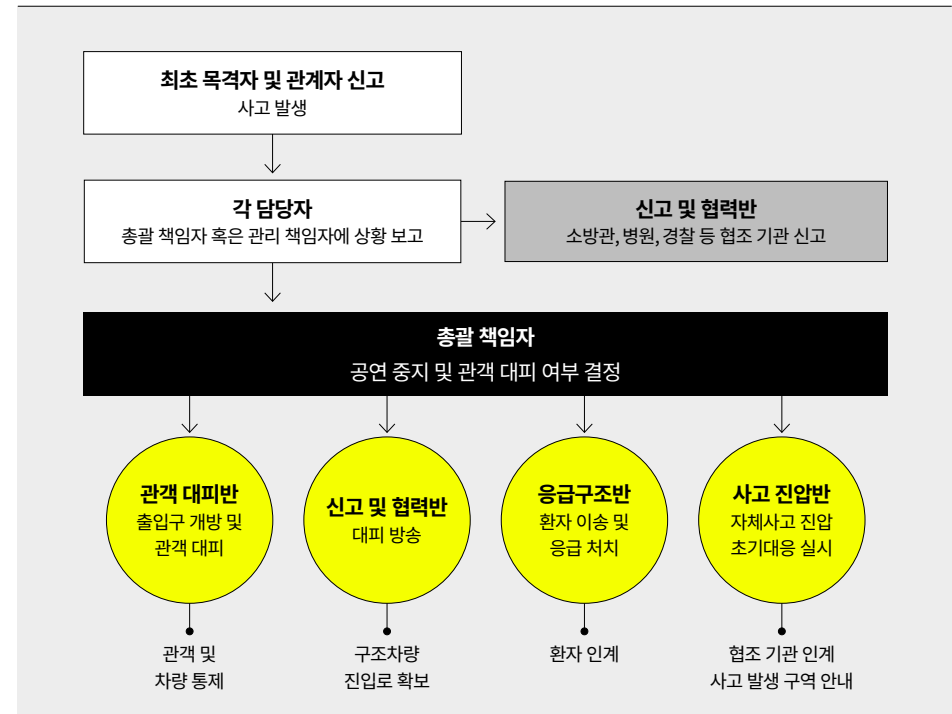 최초 목격자 및 관계자 신고
사고 발생
각 담당자
총괄 책임자 혹은 관리 책임자에 상황 보고
신고 및 협력반
소방관, 병원, 경찰 등 협조 기관 신고
총괄 책임자
공연 중지 및 관객 대피 여부 결정
관객 대피반
출입구 개방 및
관객 대피
신고 및 협력반
대피 방송
응급구조반
환자 이송 및
응급 처치
사고 진압반
자체사고 진압
초기대응 실시
관객 및
차량 통제
구조차량
진입로 확보
환자 인계
협조 기관 인계
사고 발생 구역 안내